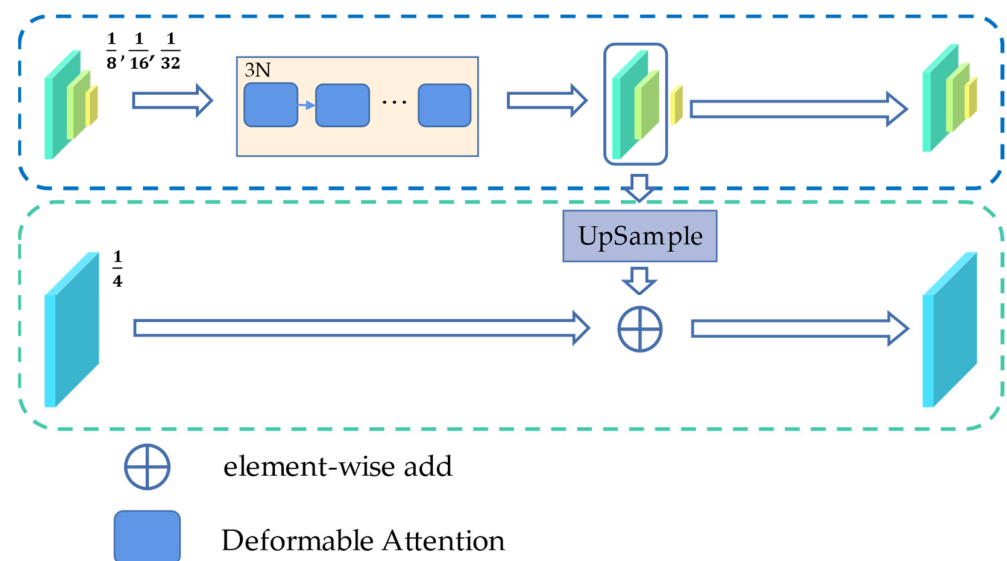 1/8, 1/16, 1/32
3N
...
UpSample
1/4
element-wise add
Deformable Attention